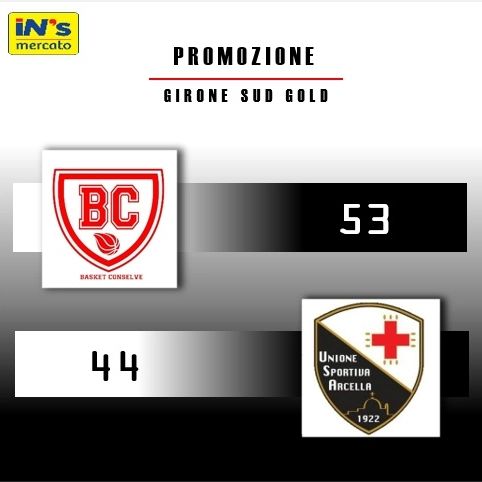 iN's
mercato
PROMOZIONE
GIRONE SUD GOLD
BC
BASKET CONSELVE
53
44
UNIONE
SPORTIVA
ARCELLA
1922